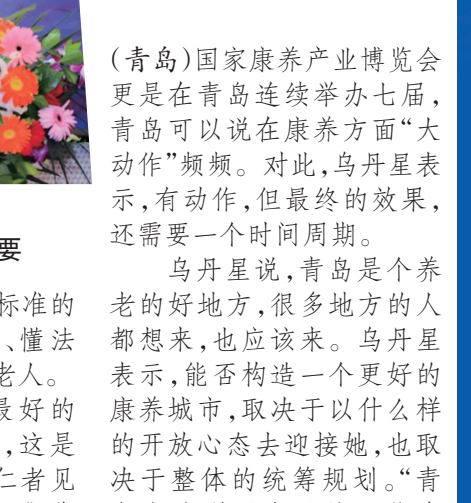 要
标准的
、懂法
老人。
最好的
,这是
仁者见
(青岛)国家康养产业博览会
更是在青岛连续举办七届,
青岛可以说在康养方面“大
动作”频频。对此,乌丹星表
示,有动作,但最终的效果,
还需要一个时间周期。
乌丹星说,青岛是个养
老的好地方,很多地方的人
都想来,也应该来。乌丹星
表示,能否构造一个更好的
康养城市,取决于以什么样
的开放心态去迎接她,也取
决于整体的统筹规划。“青